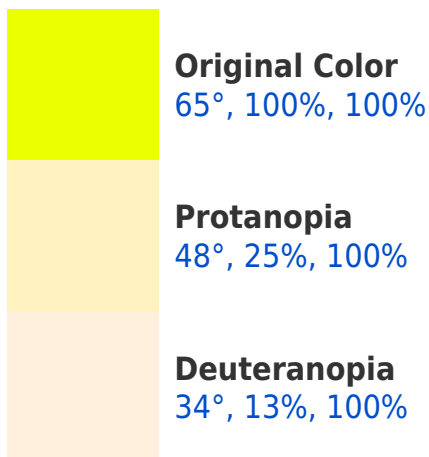 Original Color
65°, 100%, 100%
Protanopia
48°, 25%, 100%
Deuteranopia
34°, 13%, 100%